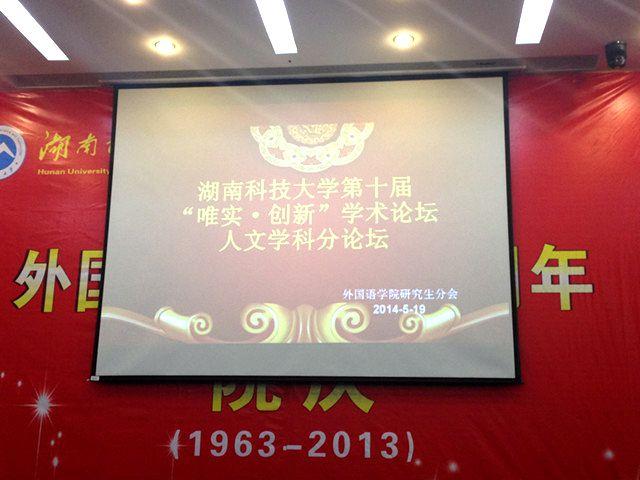 湖南
Hunan University
湖南科技大学第十届
“唯实·创新”学术论坛
人文学科分论坛
外国语学院研究生分会
2014-5-19
外国
年
院庆
(1963-2013)